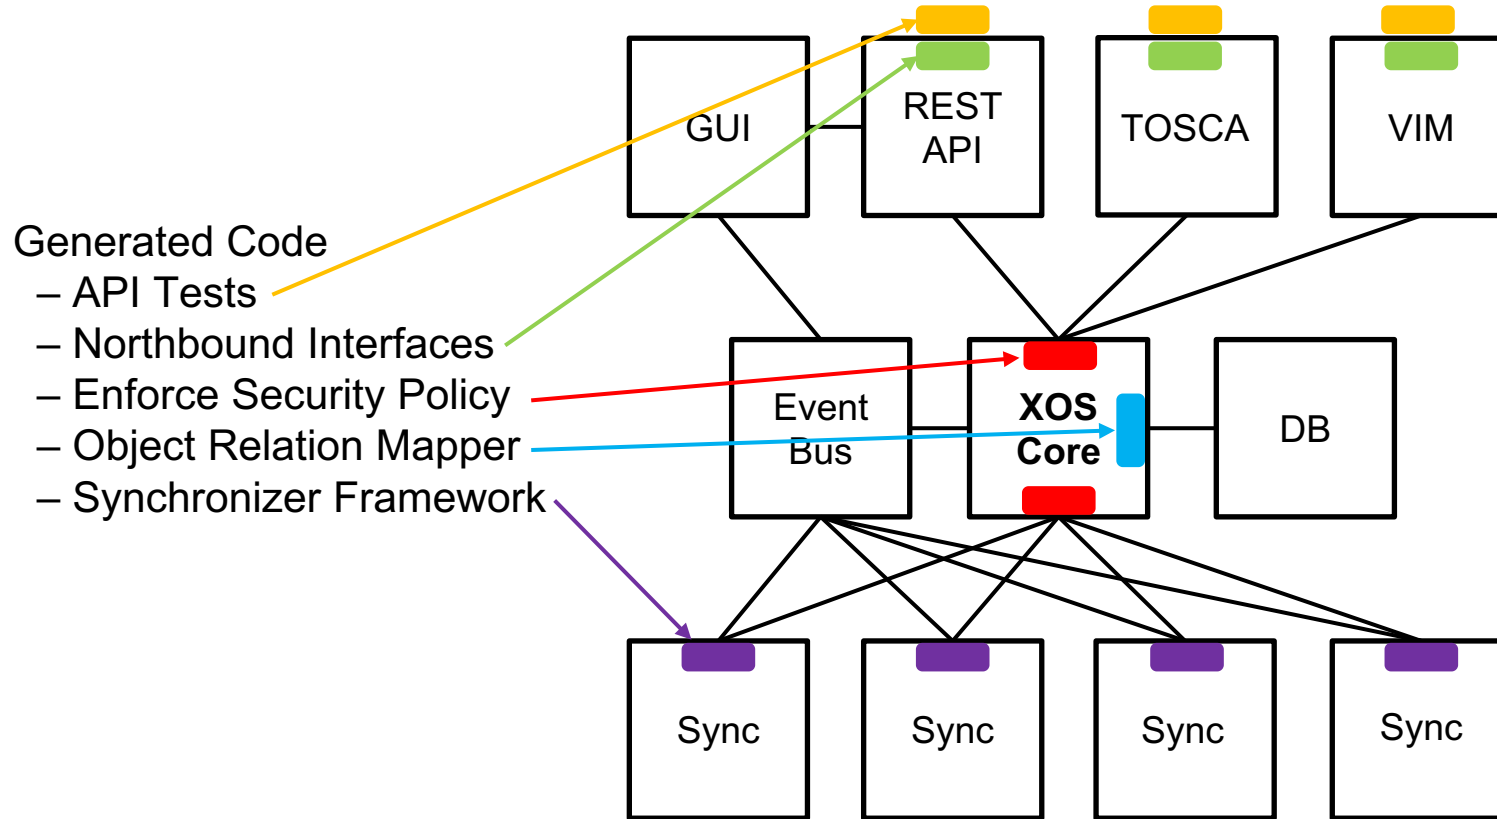 GUI
REST
API
TOSCA
VIM
Generated Code
– API Tests
– Northbound Interfaces
– Enforce Security Policy
– Object Relation Mapper
– Synchronizer Framework
Event
Bus
XOS
Core
DB
Sync
Sync
Sync
Sync